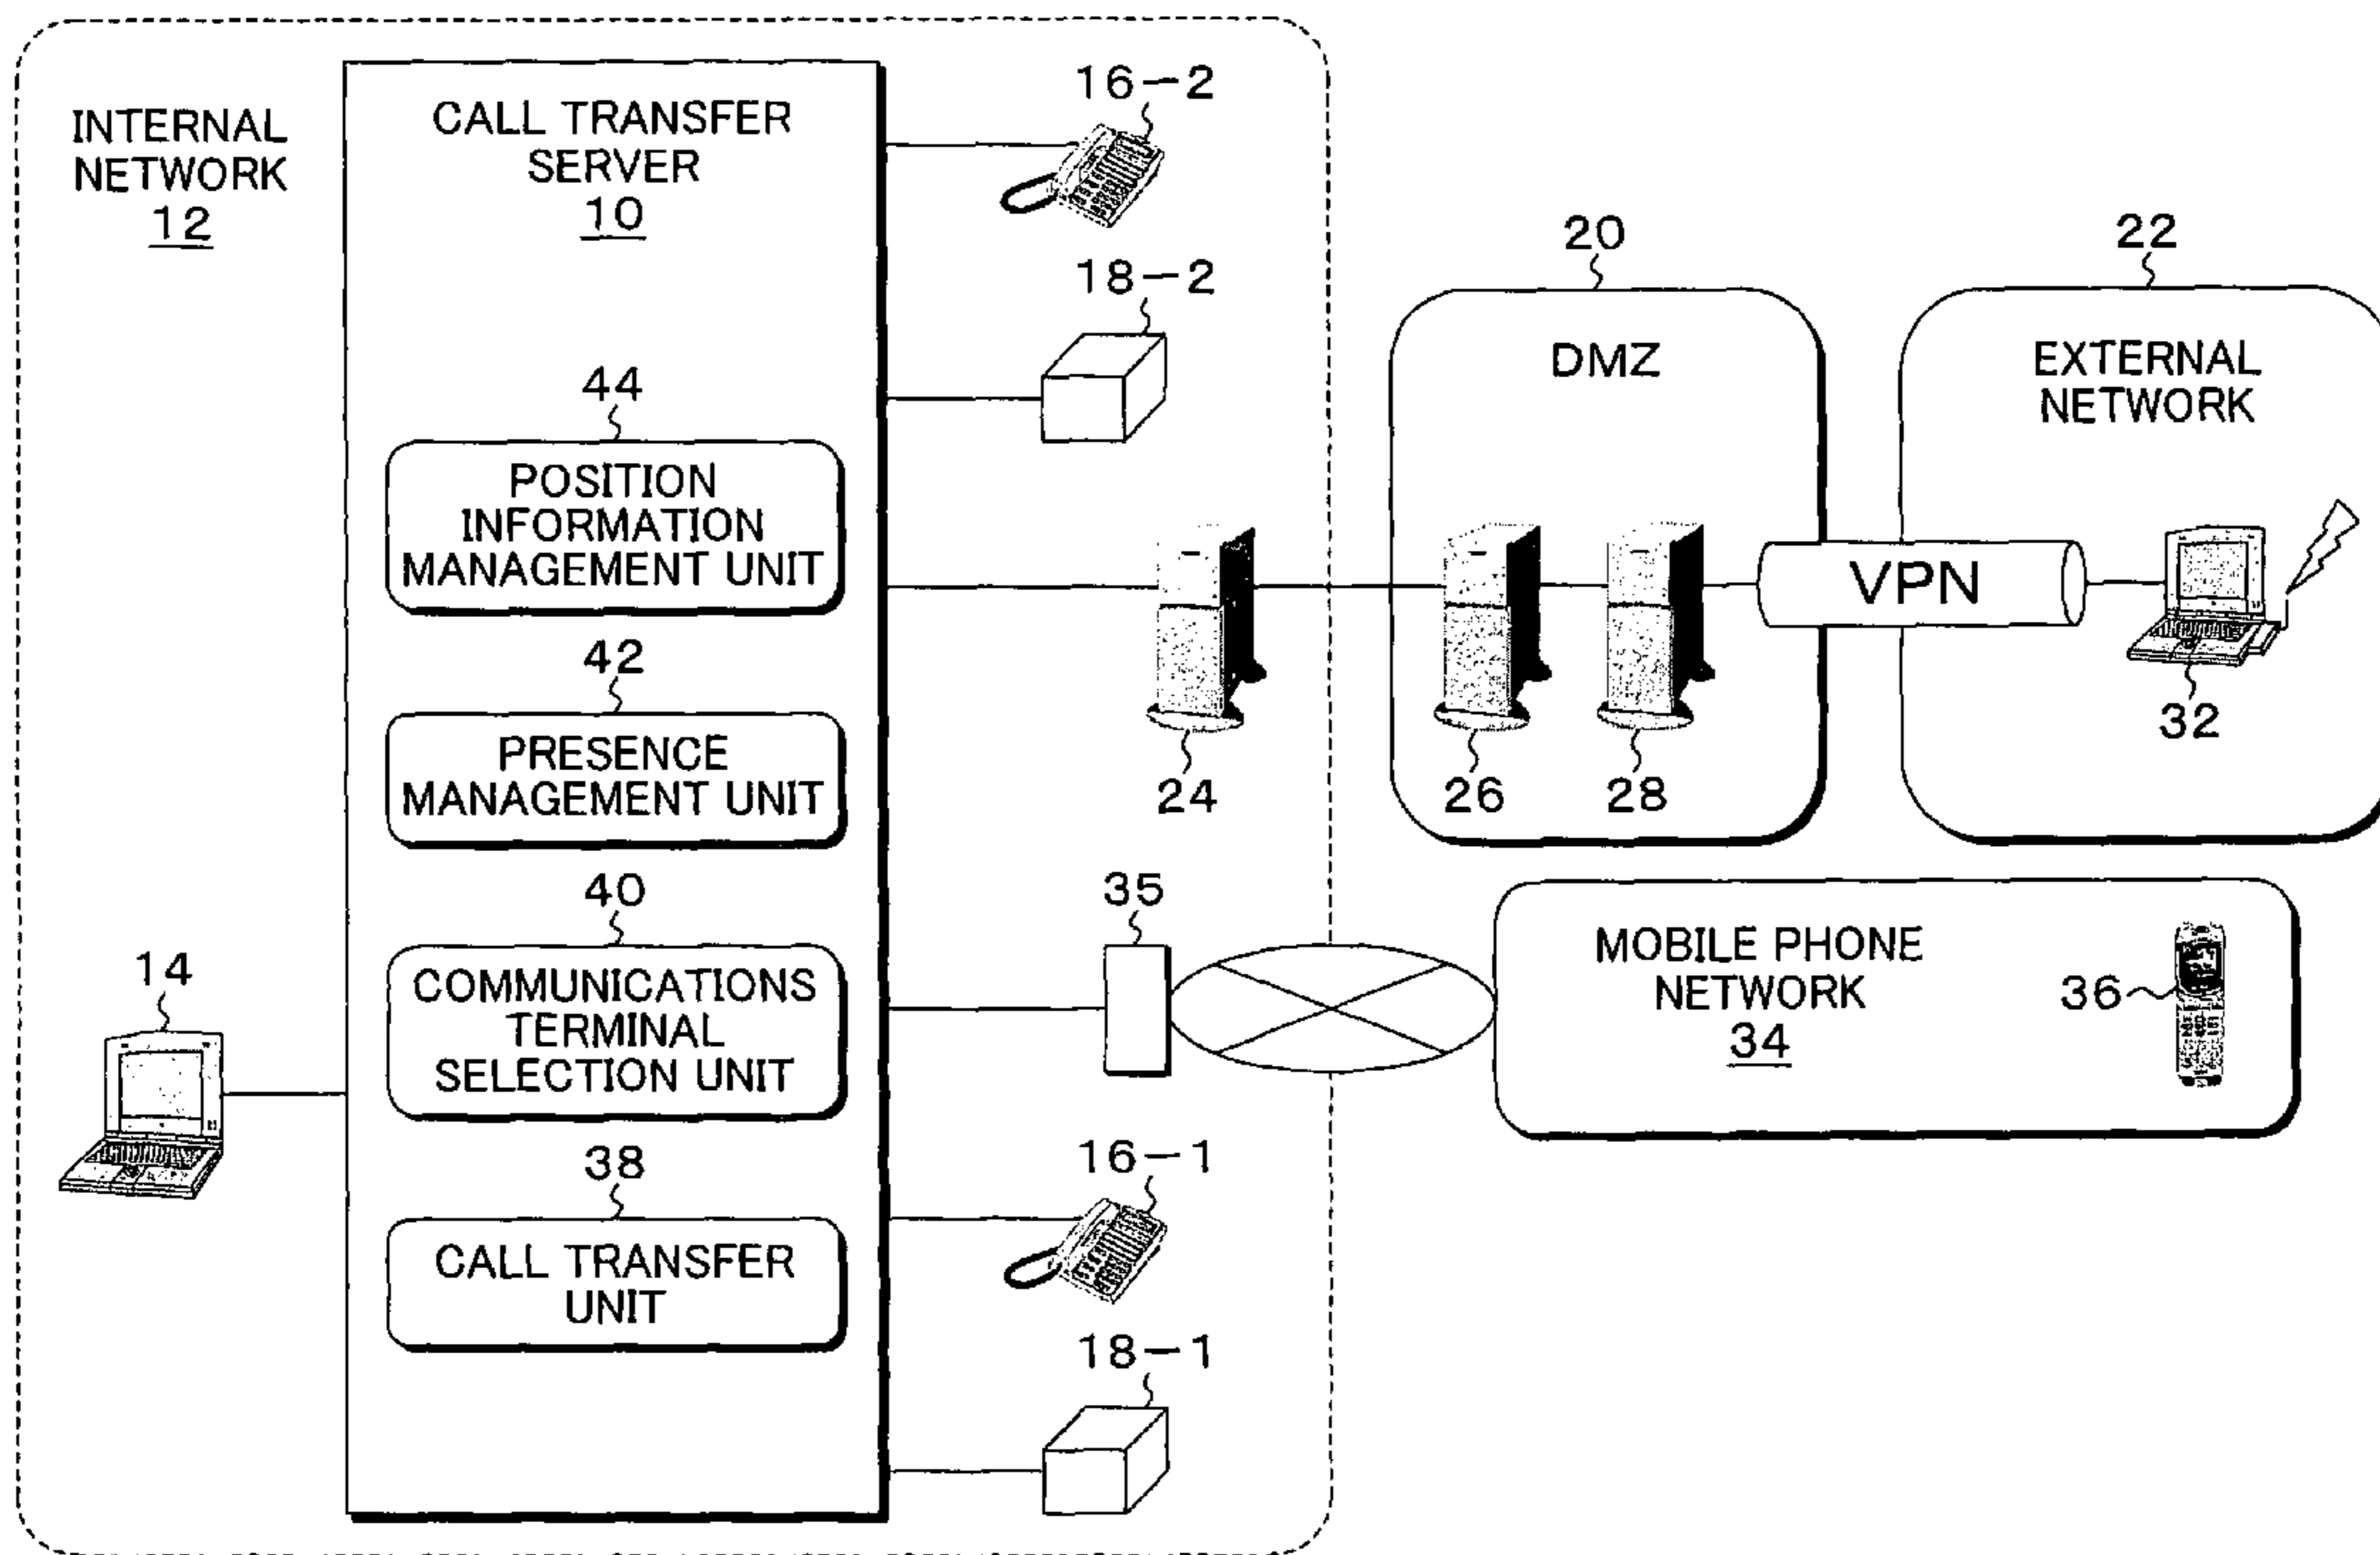 INTERNAL
NETWORK
12
CALL TRANSFER
SERVER
10
44
POSITION
INFORMATION
MANAGEMENT UNIT
42
PRESENCE
MANAGEMENT UNIT
40
COMMUNICATIONS
TERMINAL
SELECTION UNIT
38
CALL TRANSFER
UNIT
14
16-2
18-2
24
35
16-1
18-1
20
DMZ
26
28
VPN
22
EXTERNAL
NETWORK
32
MOBILE PHONE
NETWORK
34
36